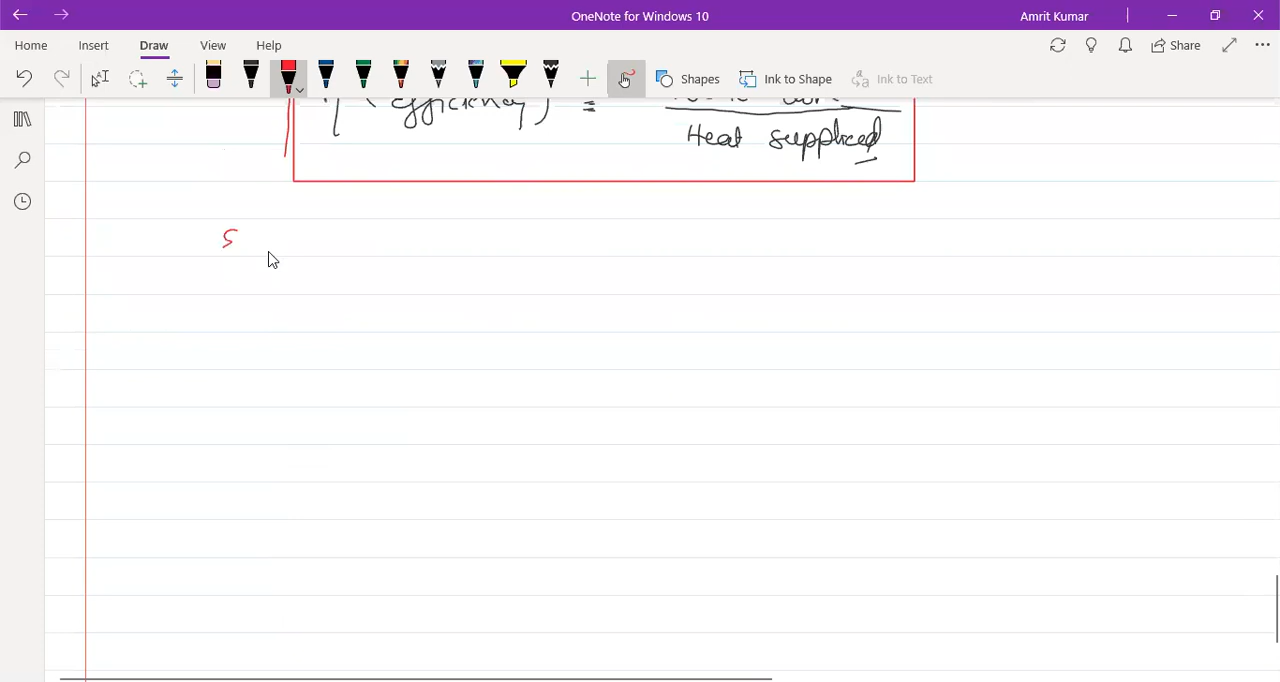 OneNote for Windows 10
Amrit Kumar
Home Insert Draw View Help
Share
Shapes Ink to Shape Ink to Text
η (efficiency) =
Heat supplied
S